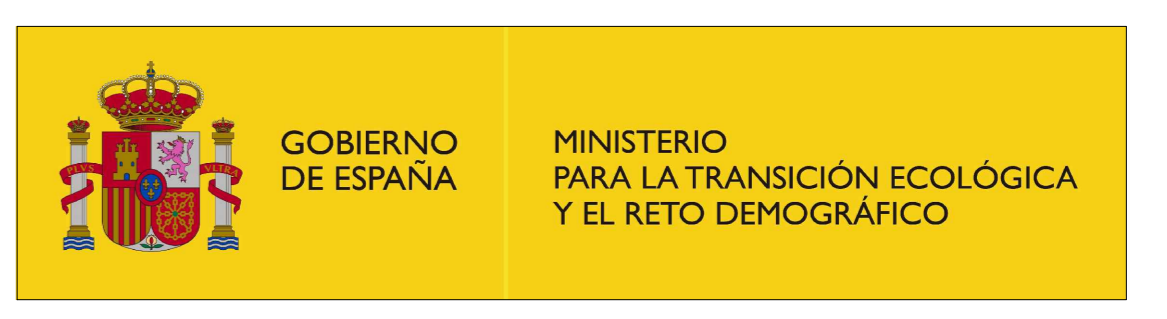 PLVS
VLTRA
GOBIERNO
DE ESPAÑA
MINISTERIO
PARA LA TRANSICIÓN ECOLÓGICA
Y EL RETO DEMOGRÁFICO